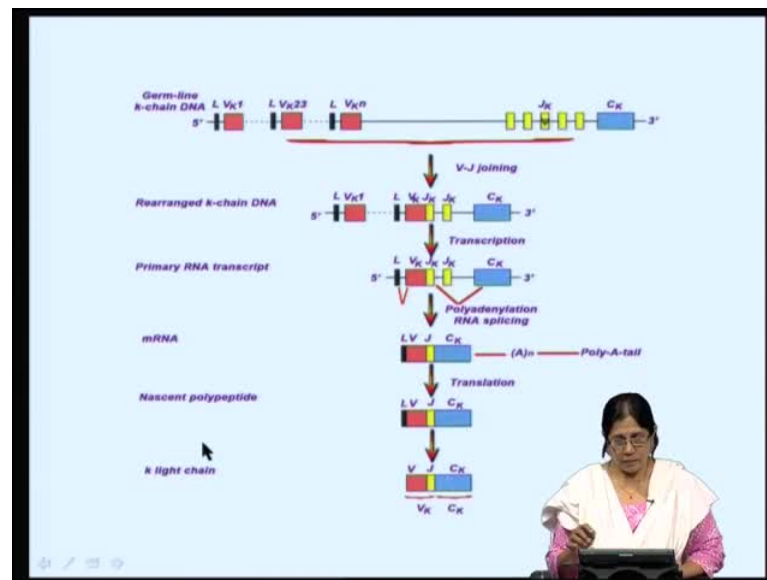 Germ-line
k-chain DNA
L Vκ1 L Vκ23 L Vκn Jκ Cκ
5' 3'
ψ
V-J joining
Rearranged k-chain DNA
L Vκ1 L Vκ Jκ Jκ Cκ
5' 3'
Transcription
Primary RNA transcript
L Vκ Jκ Jκ Cκ
5' 3'
Polyadenylation
RNA splicing
mRNA
L V J Cκ
(A)n Poly-A-tail
Translation
Nascent polypeptide
L V J Cκ
k light chain
V J Cκ
Vκ Cκ